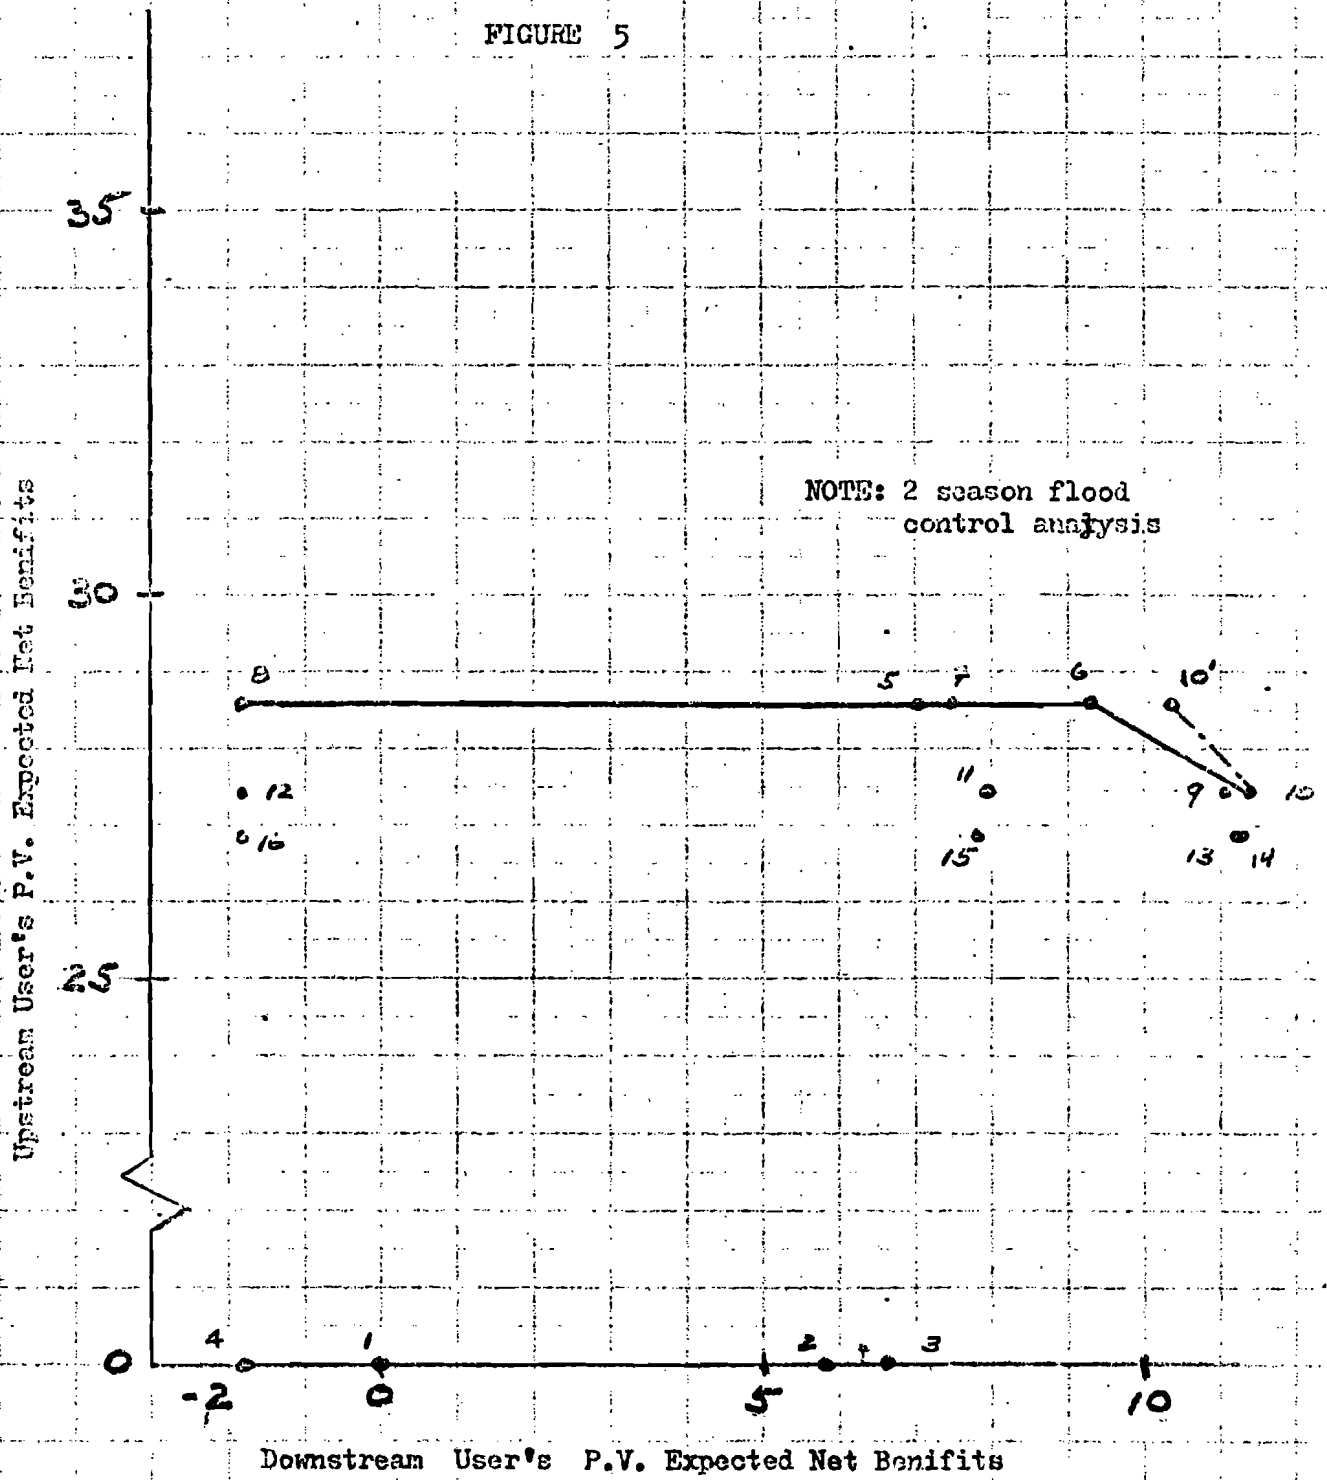 FIGURE 5
35
NOTE: 2 season flood
control analysis
30
8
5 7 6 10'
12
11
9 10
16
15
13 14
25
Upstream User's P.V. Expected Net Benifits
4 1 2 3
0
-2 0 5 10
Downstream User's P.V. Expected Net Benifits